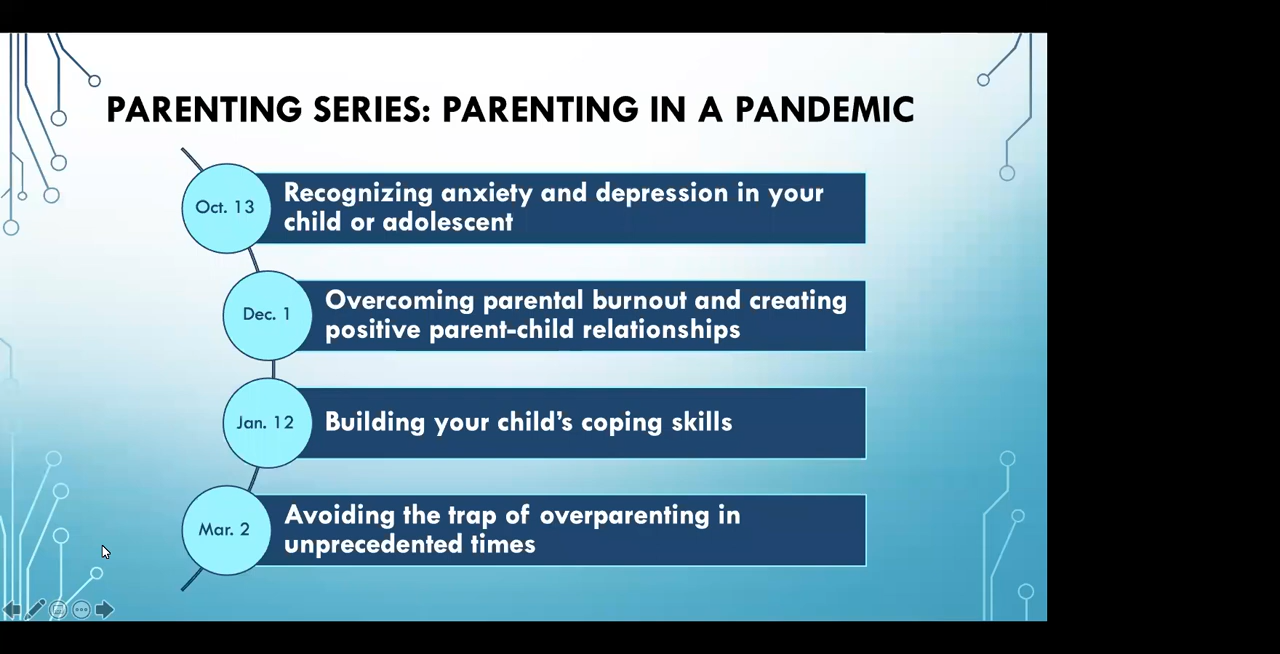 PARENTING SERIES: PARENTING IN A PANDEMIC
Oct. 13
Recognizing anxiety and depression in your
child or adolescent
Dec. 1
Overcoming parental burnout and creating
positive parent-child relationships
Jan. 12
Building your child's coping skills
Mar. 2
Avoiding the trap of overparenting in
unprecedented times